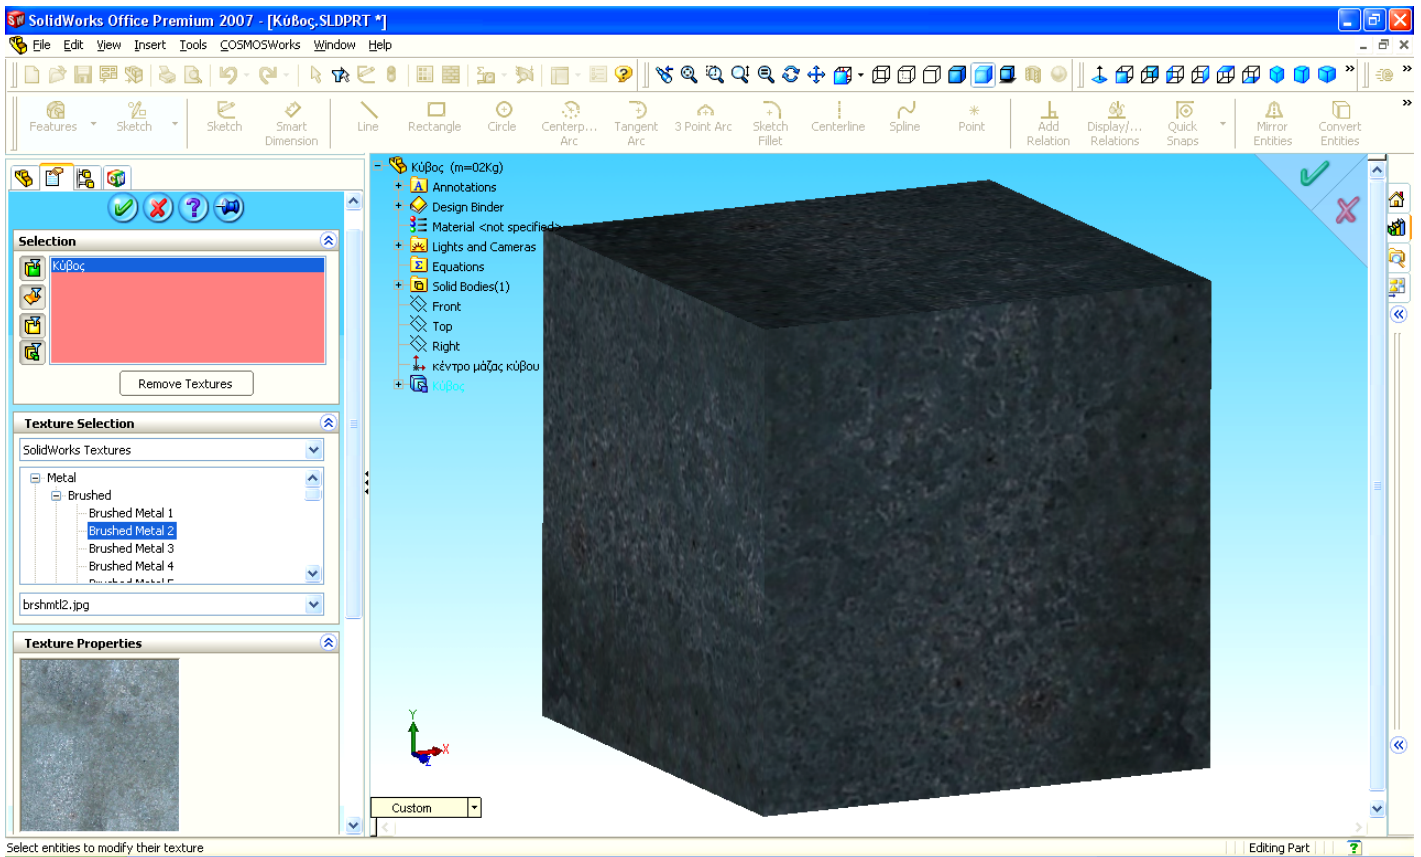 SolidWorks Office Premium 2007 - [Κύβος.SLDPRT *]
File Edit View Insert Tools COSMOSWorks Window Help
Features Sketch Sketch Smart Dimension Line Rectangle Circle Centerp... Arc Tangent Arc 3 Point Arc Sketch Fillet Centerline Spline Point Add Relation Display/... Relations Quick Snaps Mirror Entities Convert Entities
Selection
Κύβος
Remove Textures
Texture Selection
SolidWorks Textures
Metal
Brushed
Brushed Metal 1
Brushed Metal 2
Brushed Metal 3
Brushed Metal 4
Brushed Metal 5
brshmtl2.jpg
Texture Properties
Κύβος (m=02Kg)
Annotations
Design Binder
Material <not specified>
Lights and Cameras
Equations
Solid Bodies(1)
Front
Top
Right
κέντρο μάζας κύβου
Κύβος
Y
X
Z
Custom
Select entities to modify their texture
Editing Part